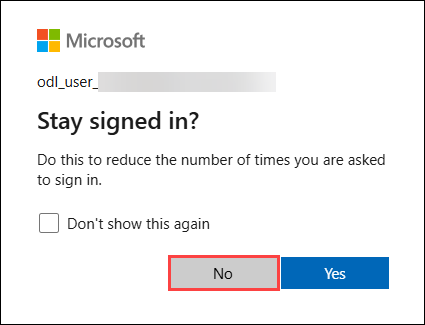 Microsoft
odl_user_
Stay signed in?
Do this to reduce the number of times you are asked
to sign in.
Don't show this again
No
Yes